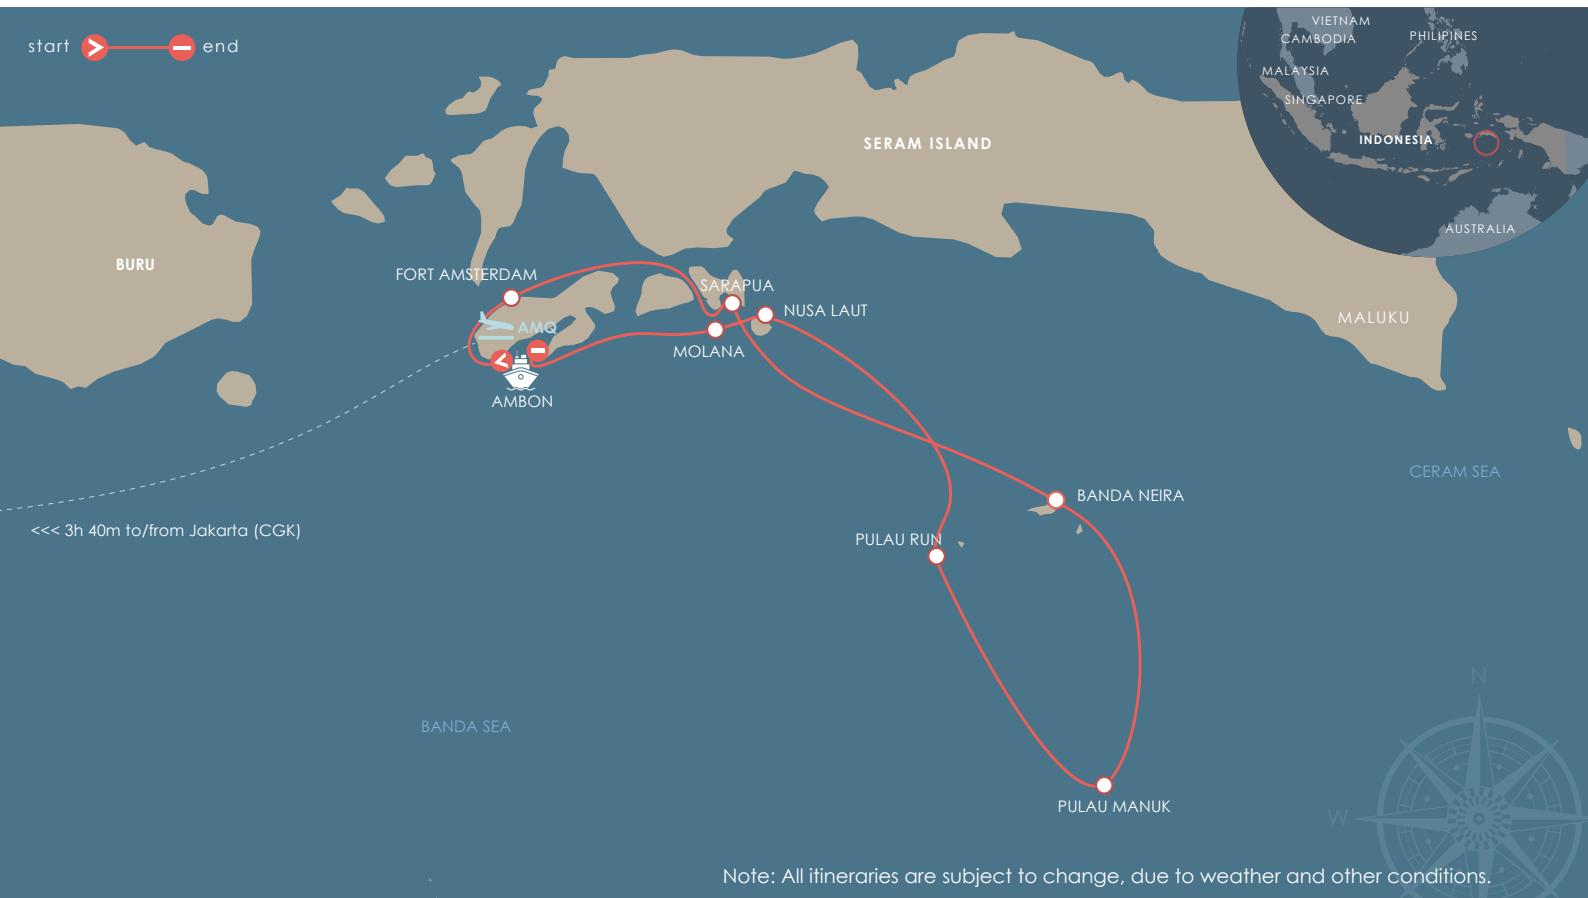 start
end
VIETNAM
CAMBODIA
PHILIPINES
MALAYSIA
SINGAPORE
INDONESIA
AUSTRALIA
SERAM ISLAND
BURU
FORT AMSTERDAM
SARAPUA
NUSA LAUT
AMQ
MOLANA
MALUKU
AMBON
CERAM SEA
BANDA NEIRA
<<< 3h 40m to/from Jakarta (CGK)
PULAU RUN
BANDA SEA
N
PULAU MANUK
W
Note: All itineraries are subject to change, due to weather and other conditions.